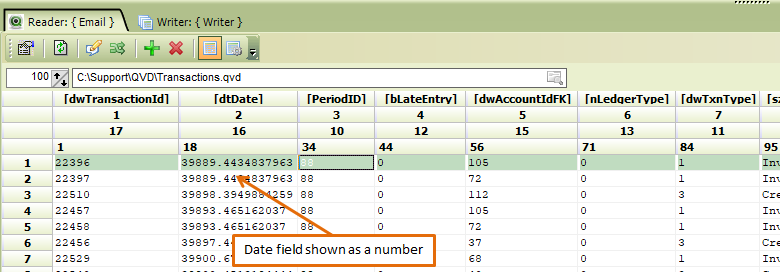 Reader: { Email }
Writer: { Writer }
100
C:\Support\QVD\Transactions.qvd
[dwTransactionId] [dtDate] [PeriodID] [bLateEntry] [dwAccountIdFK] [nLedgerType] [dwTxnType]
1 2 3 4 5 6 7
17 16 10 12 15 13 11
1 18 34 44 56 71 84 95
1 22396 39889.4434837963 88 0 105 0 1 Inv
2 22397 39889.4434837963 88 0 72 0 1 Inv
3 22510 39898.3949884259 88 0 112 0 3 Cre
4 22457 39893.465162037 88 0 105 0 1 Inv
5 22458 39893.465162037 88 0 72 0 1 Inv
6 22456 37 0 3 Cre
7 22529 68 0 1 Inv
Date field shown as a number